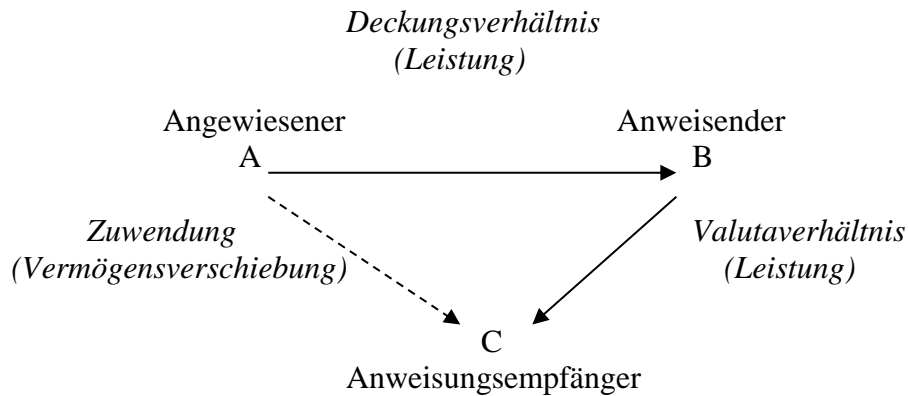 Deckungsverhältnis
(Leistung)
Angewiesener Anweisender
A B
Zuwendung Valutaverhältnis
(Vermögensverschiebung) (Leistung)
C
Anweisungsempfänger